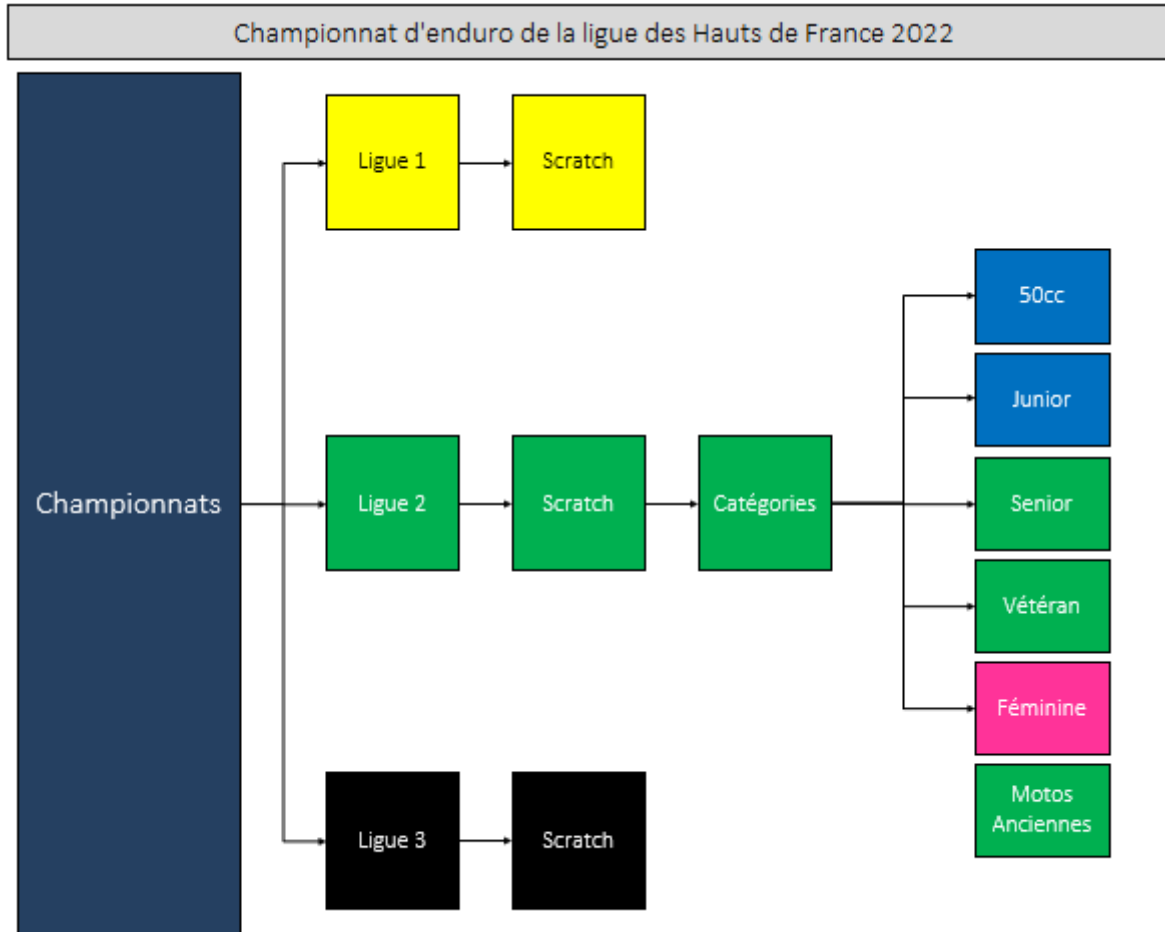 Championnat d'enduro de la ligue des Hauts de France 2022
Championnats
Ligue 1
Scratch
Ligue 2
Scratch
Catégories
50cc
Junior
Senior
Vétéran
Féminine
Motos
Anciennes
Ligue 3
Scratch